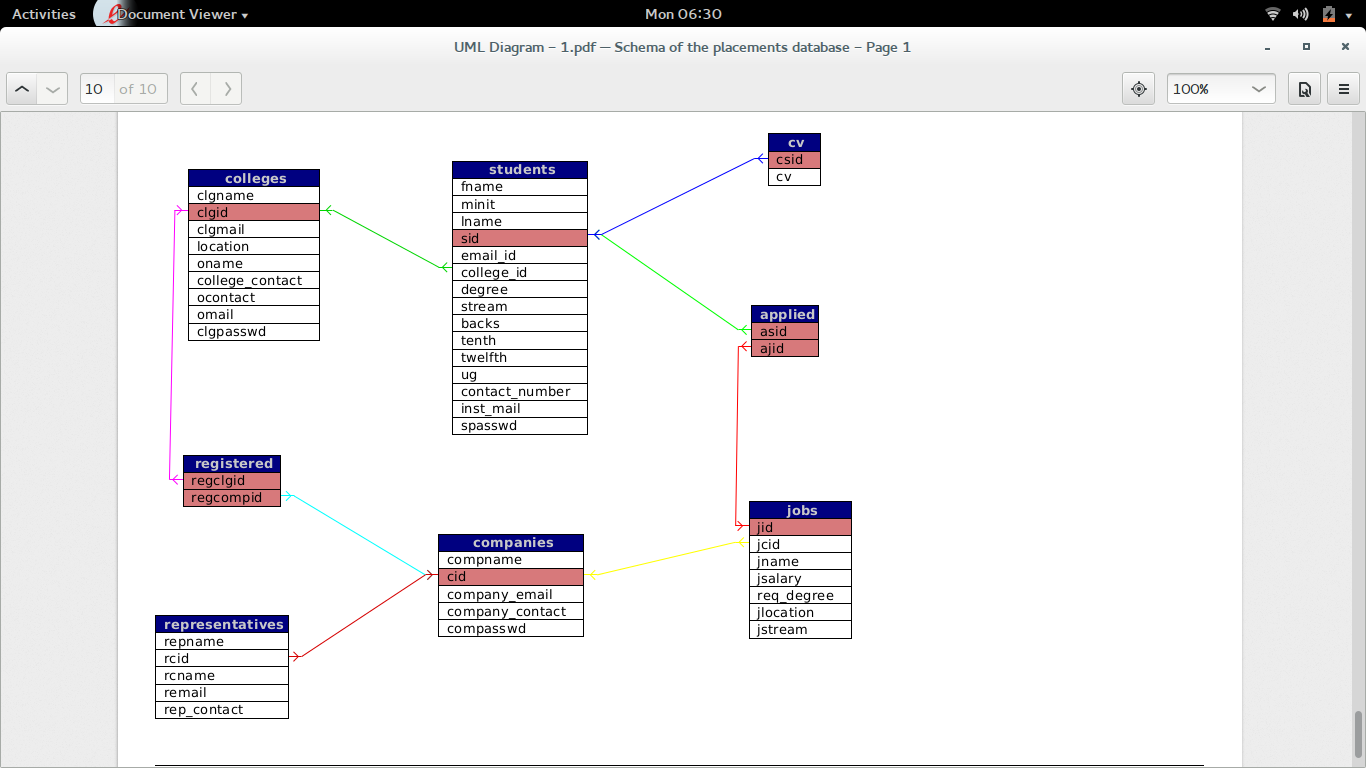 Activities Document Viewer Mon 06:30
UML Diagram – 1.pdf — Schema of the placements database – Page 1
10 of 10 100%
colleges
clgname
clgid
clgmail
location
oname
college_contact
ocontact
omail
clgpasswd
students
fname
minit
lname
sid
email_id
college_id
degree
stream
backs
tenth
twelfth
ug
contact_number
inst_mail
spasswd
cv
csid
cv
applied
asid
ajid
registered
regclgid
regcompid
companies
compname
cid
company_email
company_contact
compasswd
jobs
jid
jcid
jname
jsalary
req_degree
jlocation
jstream
representatives
repname
rcid
rcname
remail
rep_contact